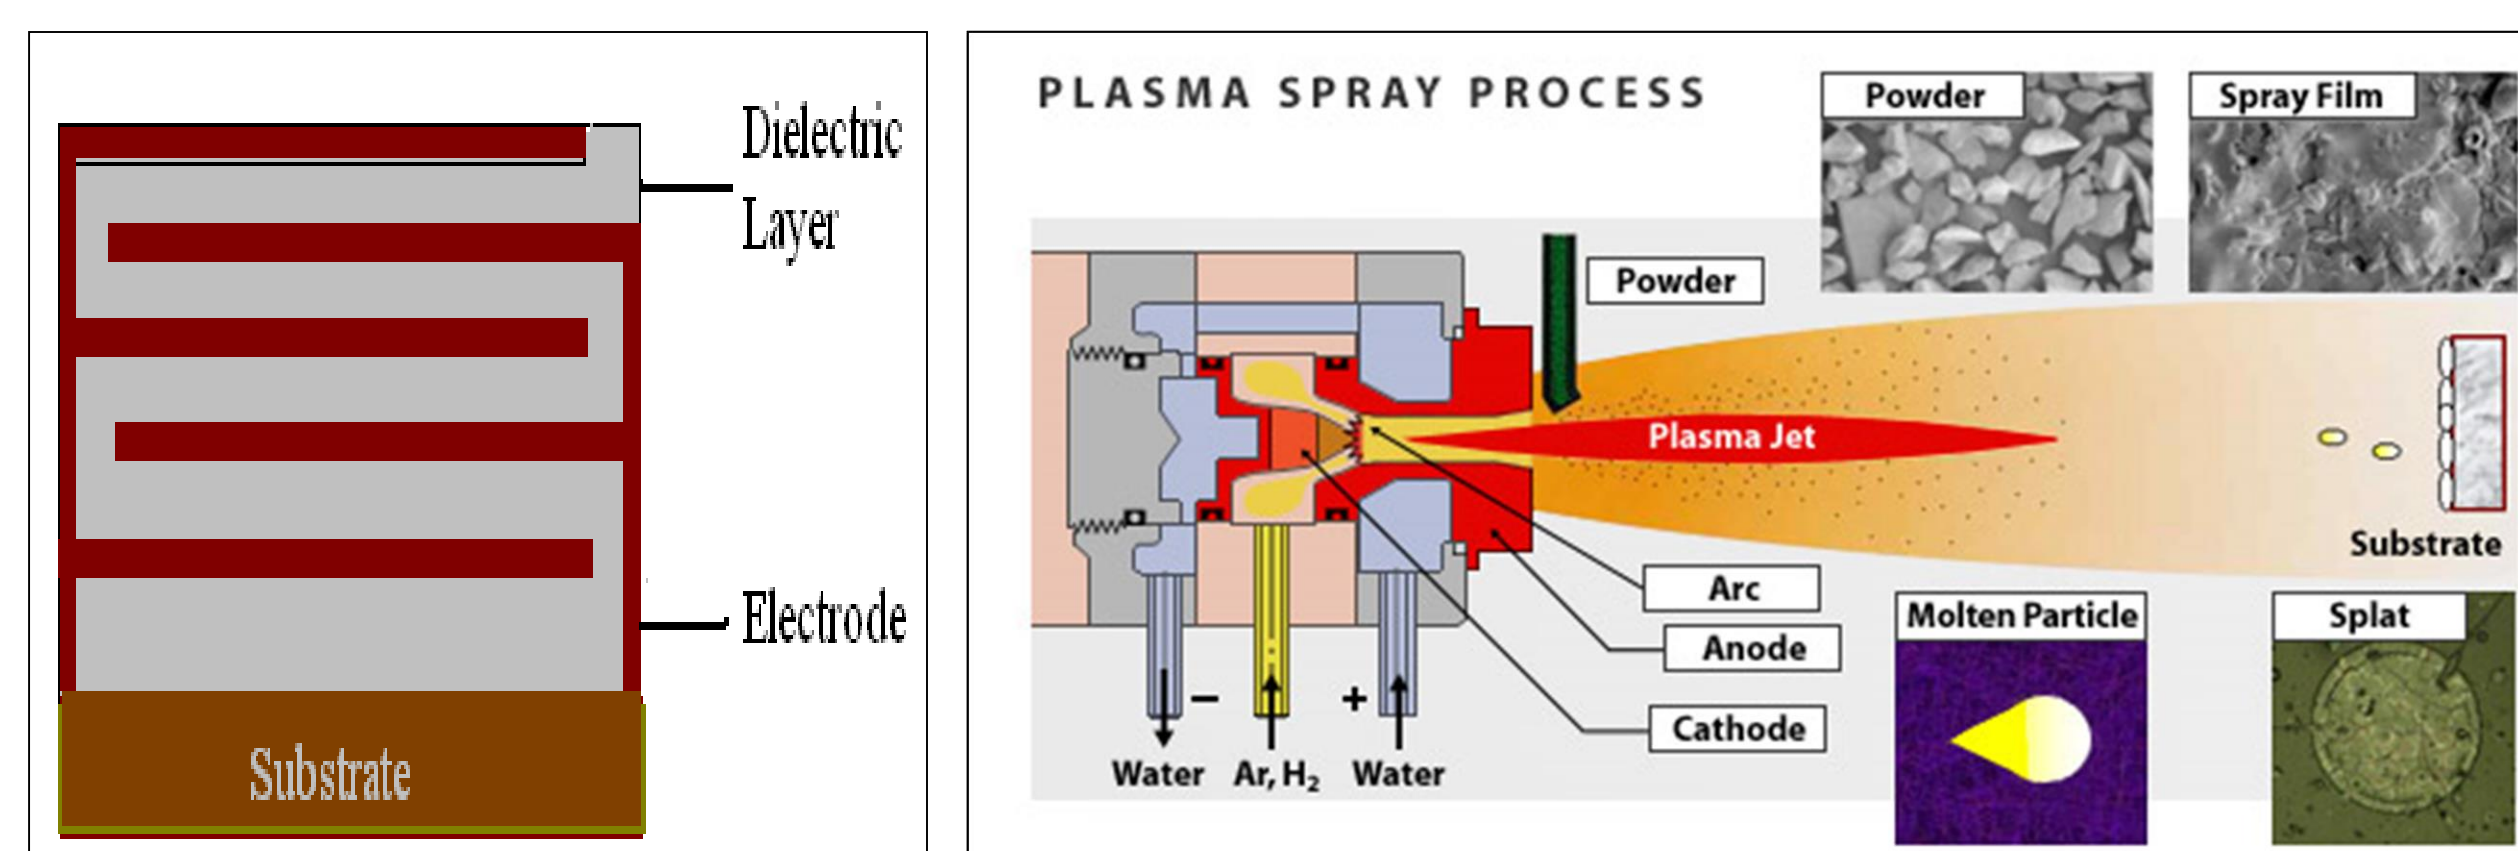 Dielectric
Layer
Electrode
Substrate
PLASMA SPRAY PROCESS
Powder
Spray Film
Powder
Plasma Jet
Substrate
Arc
Anode
Cathode
Molten Particle
Splat
− +
Water Ar, H₂ Water